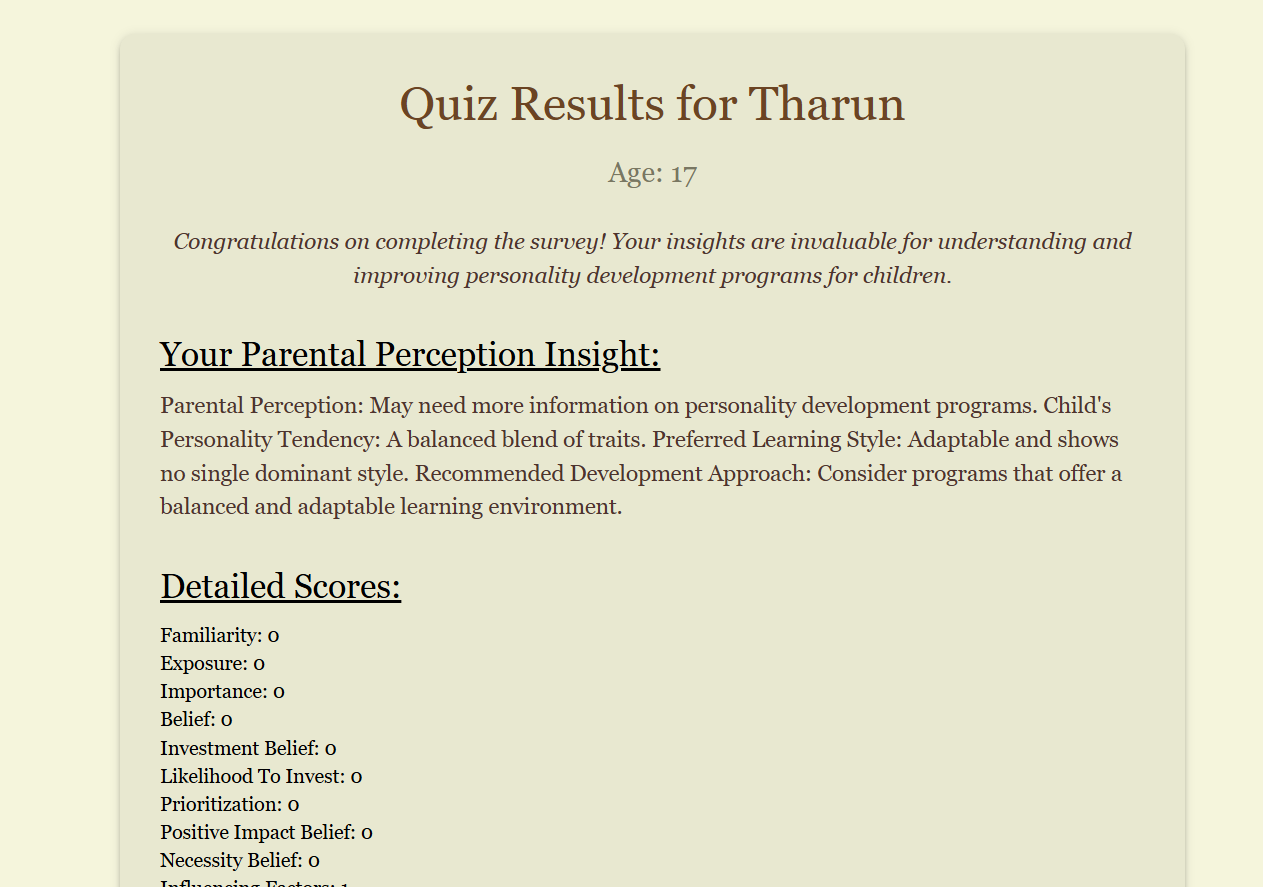 Quiz Results for Tharun
Age: 17
Congratulations on completing the survey! Your insights are invaluable for understanding and
improving personality development programs for children.
Your Parental Perception Insight:
Parental Perception: May need more information on personality development programs. Child's
Personality Tendency: A balanced blend of traits. Preferred Learning Style: Adaptable and shows
no single dominant style. Recommended Development Approach: Consider programs that offer a
balanced and adaptable learning environment.
Detailed Scores:
Familiarity: 0
Exposure: 0
Importance: 0
Belief: 0
Investment Belief: 0
Likelihood To Invest: 0
Prioritization: 0
Positive Impact Belief: 0
Necessity Belief: 0
Influencing Factors: 1